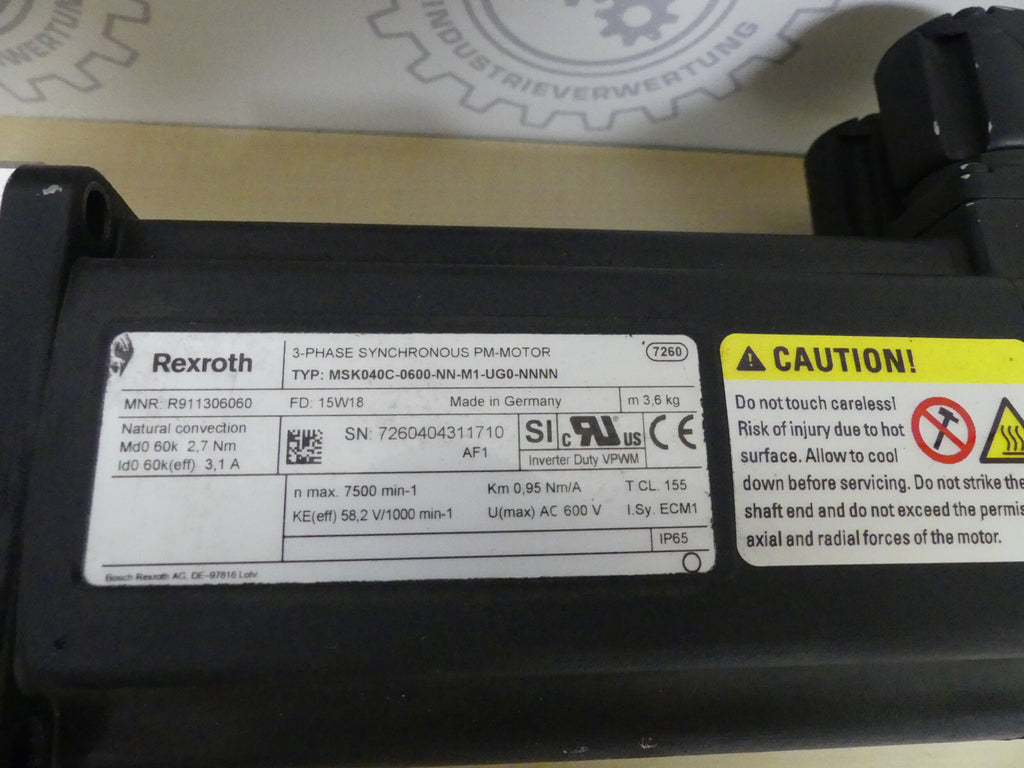 WERTUNG
INDUSTRIEVERWERTUNG
Rexroth
3-PHASE SYNCHRONOUS PM-MOTOR
7260
TYP: MSK040C-0600-NN-M1-UG0-NNNN
MNR: R911306060
FD: 15W18
Made in Germany
m 3,6 kg
Natural convection
Md0 60k 2,7 Nm
Id0 60k(eff) 3,1 A
SN: 7260404311710
AF1
SI
c RU US
CE
Inverter Duty VPWM
n max. 7500 min-1
Km 0,95 Nm/A
T CL. 155
KE(eff) 58,2 V/1000 min-1
U(max) AC 600 V
I.Sy. ECM1
IP65
Bosch Rexroth AG, DE-97816 Lohr
CAUTION!
Do not touch careless!
Risk of injury due to hot
surface. Allow to cool
down before servicing. Do not strike the
shaft end and do not exceed the permis
axial and radial forces of the motor.